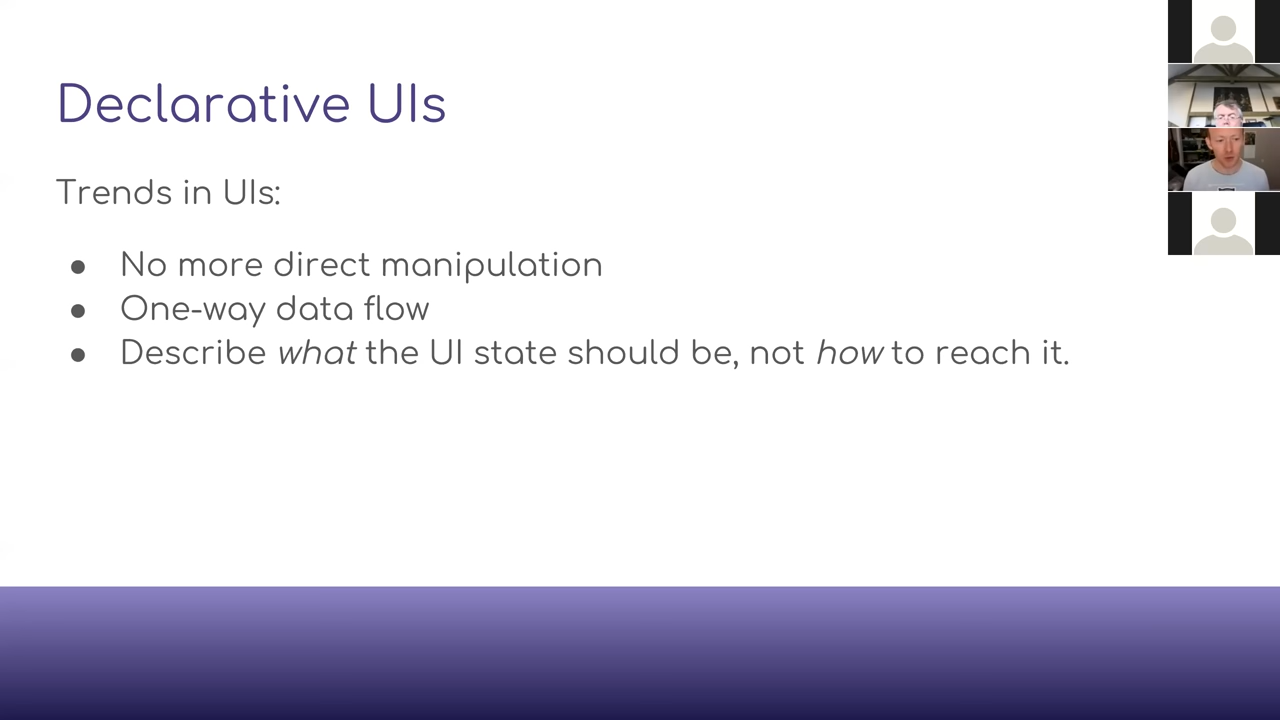 Declarative UIs
Trends in UIs:
● No more direct manipulation
● One-way data flow
● Describe what the UI state should be, not how to reach it.